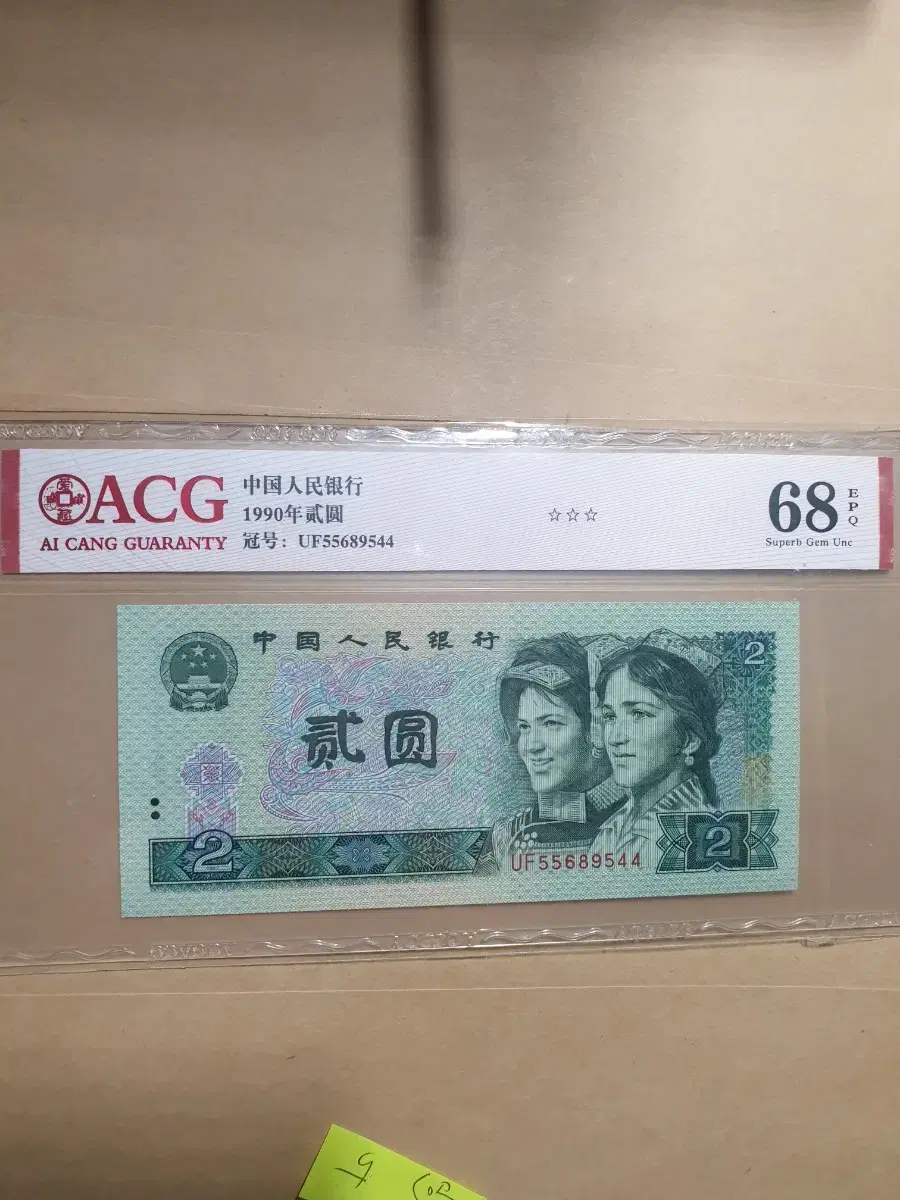 ACG
AI CANG GUARANTY
中国人民银行
1990年贰圆
冠号：UF55689544
☆☆☆
68
EPQ
Superb Gem Unc
中国人民银行
2
贰圆
2
UF55689544
2